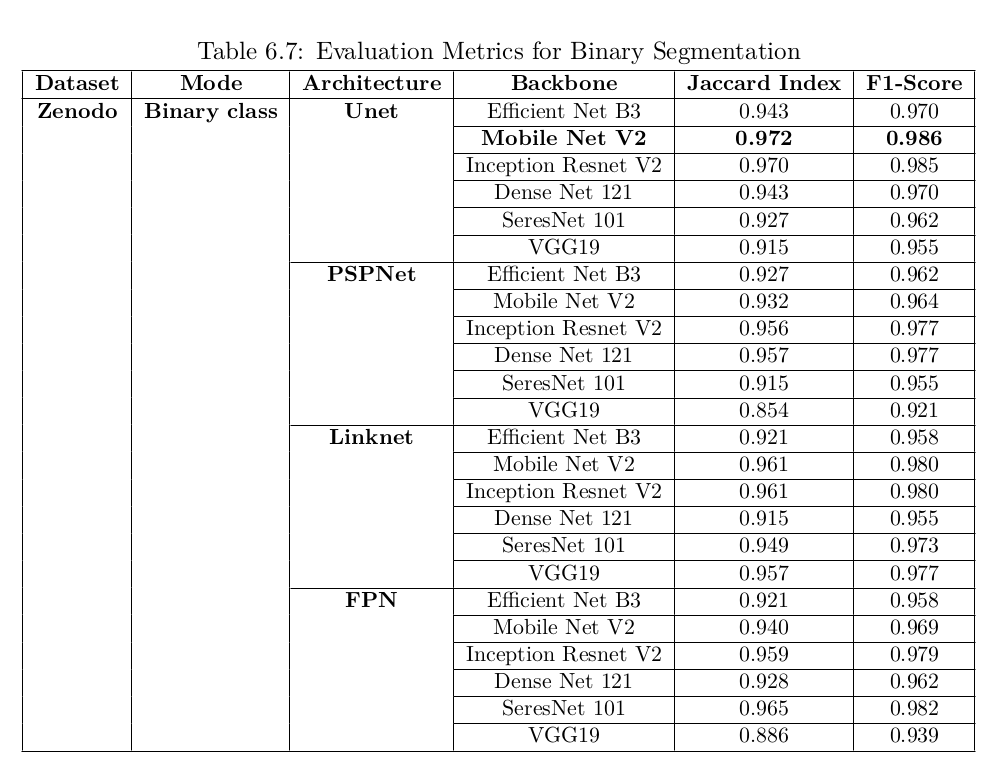 Table 6.7: Evaluation Metrics for Binary Segmentation
Dataset Mode Architecture Backbone Jaccard Index F1-Score
Zenodo Binary class Unet Efficient Net B3 0.943 0.970
Mobile Net V2 0.972 0.986
Inception Resnet V2 0.970 0.985
Dense Net 121 0.943 0.970
SeresNet 101 0.927 0.962
VGG19 0.915 0.955
PSPNet Efficient Net B3 0.927 0.962
Mobile Net V2 0.932 0.964
Inception Resnet V2 0.956 0.977
Dense Net 121 0.957 0.977
SeresNet 101 0.915 0.955
VGG19 0.854 0.921
Linknet Efficient Net B3 0.921 0.958
Mobile Net V2 0.961 0.980
Inception Resnet V2 0.961 0.980
Dense Net 121 0.915 0.955
SeresNet 101 0.949 0.973
VGG19 0.957 0.977
FPN Efficient Net B3 0.921 0.958
Mobile Net V2 0.940 0.969
Inception Resnet V2 0.959 0.979
Dense Net 121 0.928 0.962
SeresNet 101 0.965 0.982
VGG19 0.886 0.939